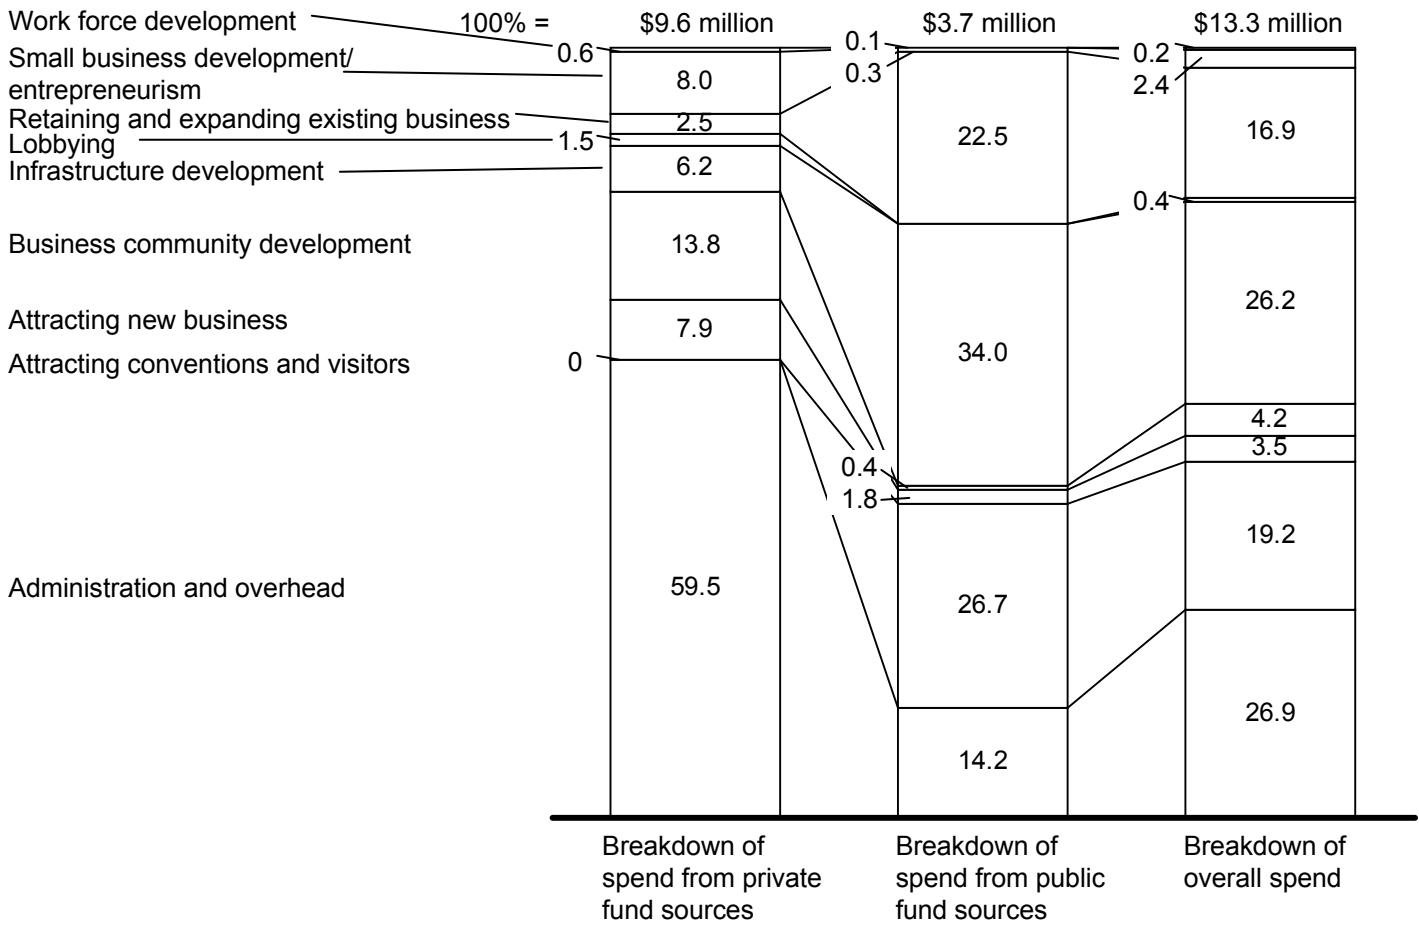 Work force development
100% =
$9.6 million
$3.7 million
$13.3 million
Small business development/
entrepreneurism
Retaining and expanding existing business
Lobbying
Infrastructure development
Business community development
Attracting new business
Attracting conventions and visitors
Administration and overhead
0.6
8.0
2.5
1.5
6.2
13.8
7.9
0
59.5
0.1
0.3
22.5
34.0
0.4
1.8
26.7
14.2
0.2
2.4
16.9
0.4
26.2
4.2
3.5
19.2
26.9
Breakdown of
spend from private
fund sources
Breakdown of
spend from public
fund sources
Breakdown of
overall spend